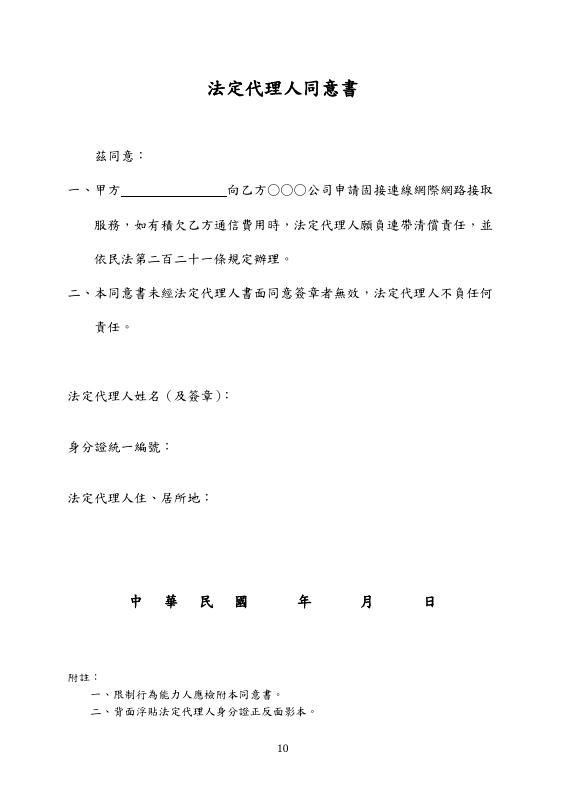 法定代理人同意書
茲同意：
一、甲方________________向乙方○○○公司申請固接連線網際網路接取
服務，如有積欠乙方通信費用時，法定代理人願負連帶清償責任，並
依民法第二百二十一條規定辦理。
二、本同意書未經法定代理人書面同意簽章者無效，法定代理人不負任何
責任。
法定代理人姓名（及簽章）：
身分證統一編號：
法定代理人住、居所地：
中 華 民 國 年 月 日
附註：
一、限制行為能力人應檢附本同意書。
二、背面浮貼法定代理人身分證正反面影本。
10